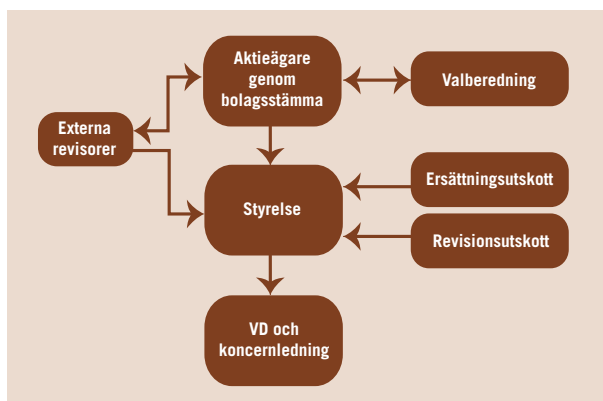 Aktieägare
genom
bolagsstämma
Valberedning
Externa
revisorer
Ersättningsutskott
Styrelse
Revisionsutskott
VD och
koncernledning